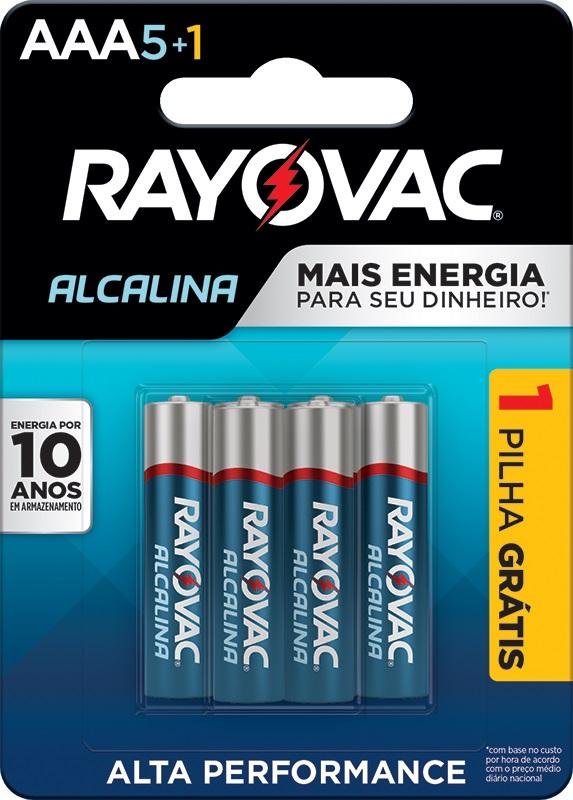 AAA5+1
RAYOVAC®
ALCALINA
MAIS ENERGIA
PARA SEU DINHEIRO!*
ENERGIA POR
10
ANOS
EM ARMAZENAMENTO
1 PILHA GRÁTIS
RAYOVAC®
ALCALINA
RAYOVAC®
ALCALINA
RAYOVAC®
ALCALINA
RAYOVAC®
ALCALINA
ALTA PERFORMANCE
*com base no custo
por hora de acordo
com o preço médio
diário nacional